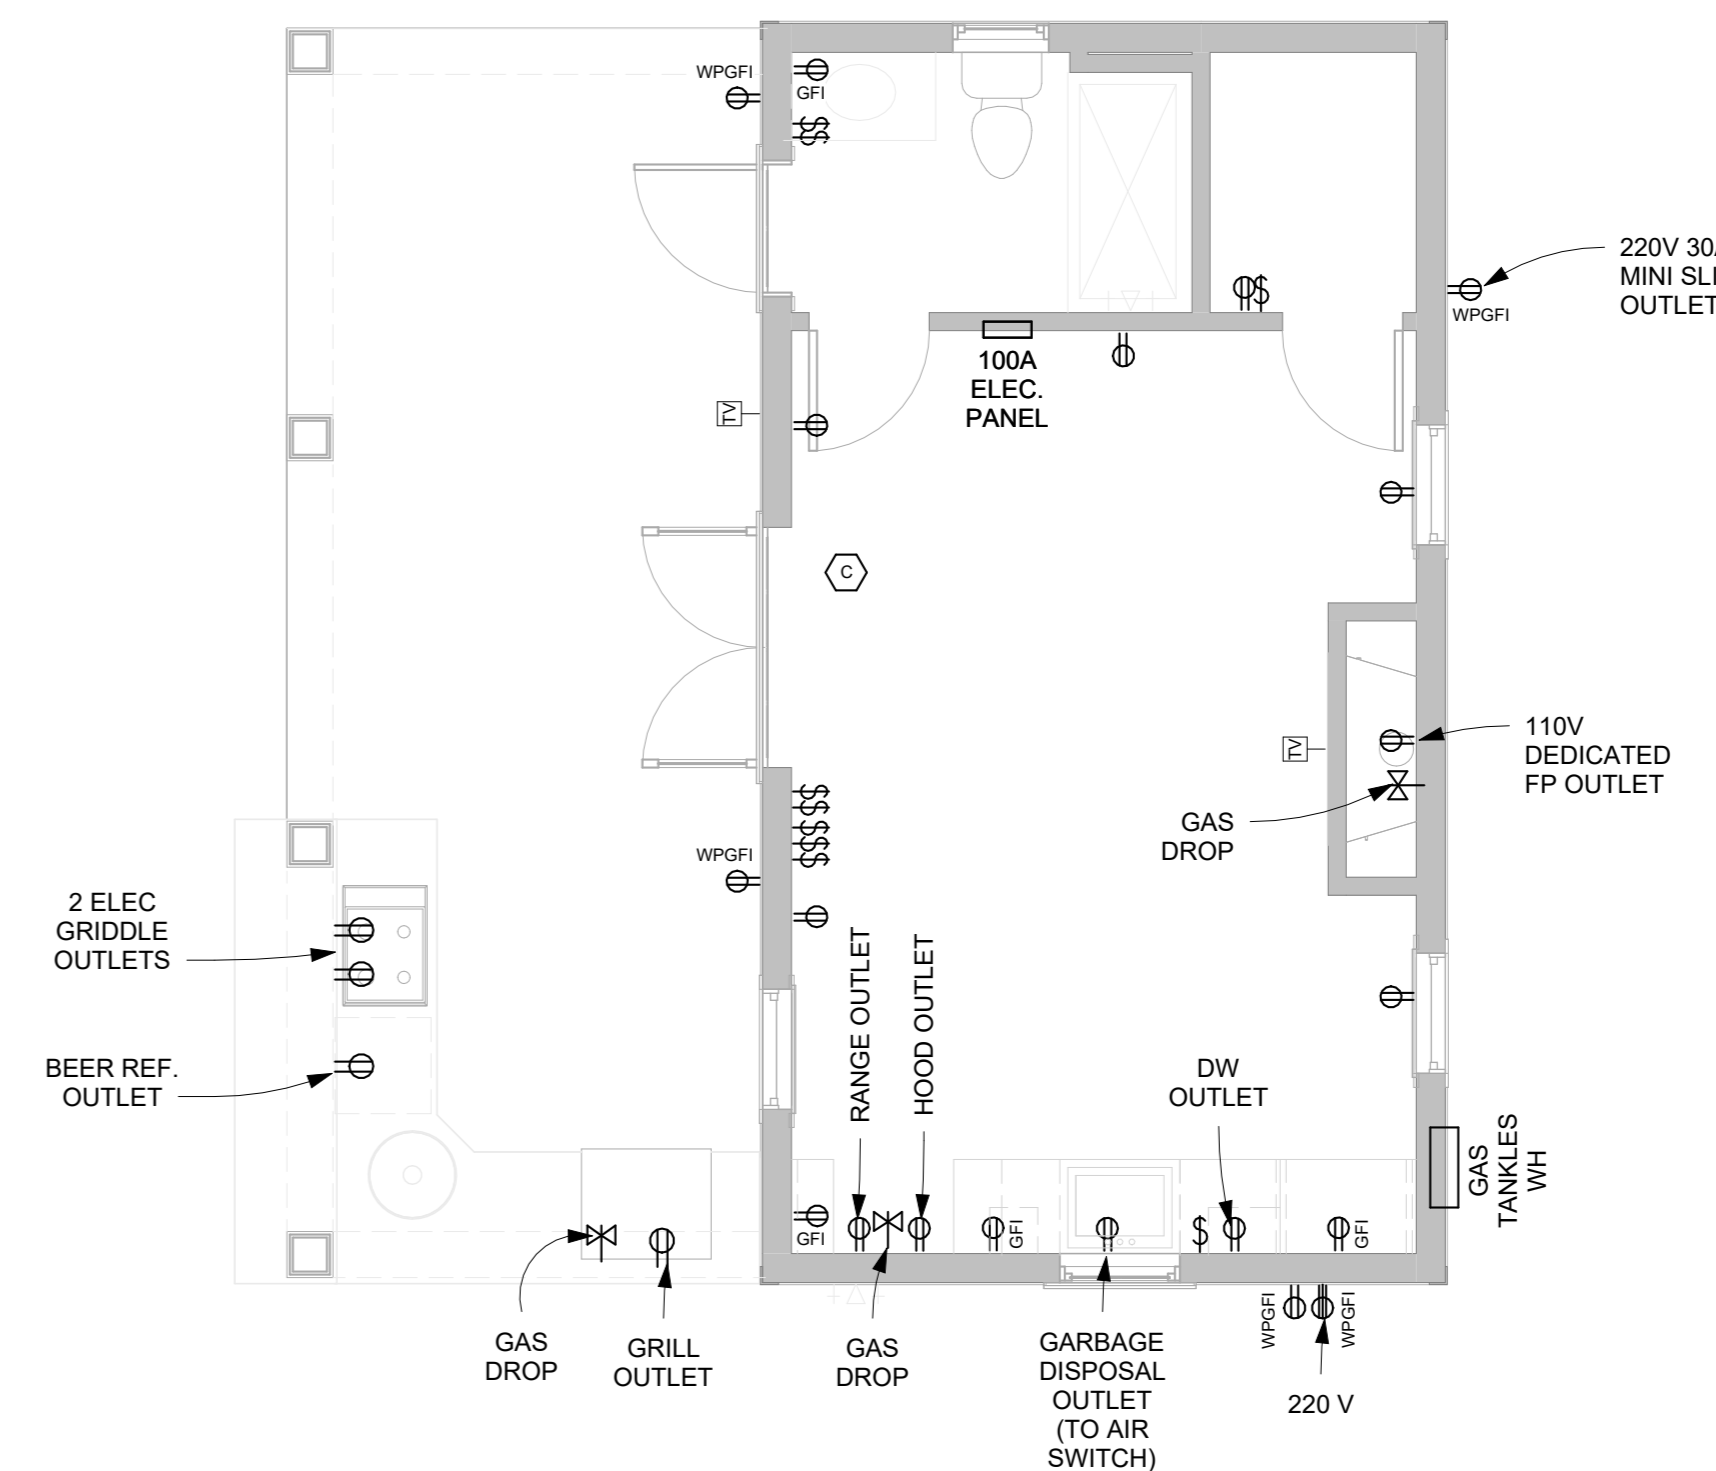 WPGFI
GFI
$$
220V 30
MINI
OUTLET
WPGFI
$
100A
ELEC.
PANEL
TV
C
TV
110V
DEDICATED
FP OUTLET
GAS
DROP
$$$$$
WPGFI
2 ELEC
GRIDDLE
OUTLETS
RANGE OUTLET
HOOD OUTLET
BEER REF.
OUTLET
DW
OUTLET
GAS
TANKLES
WH
GFI
GFI
$
GFI
GAS
DROP
GRILL
OUTLET
GAS
DROP
GARBAGE
DISPOSAL
OUTLET
(TO AIR
SWITCH)
WPGFI
WPGFI
220 V